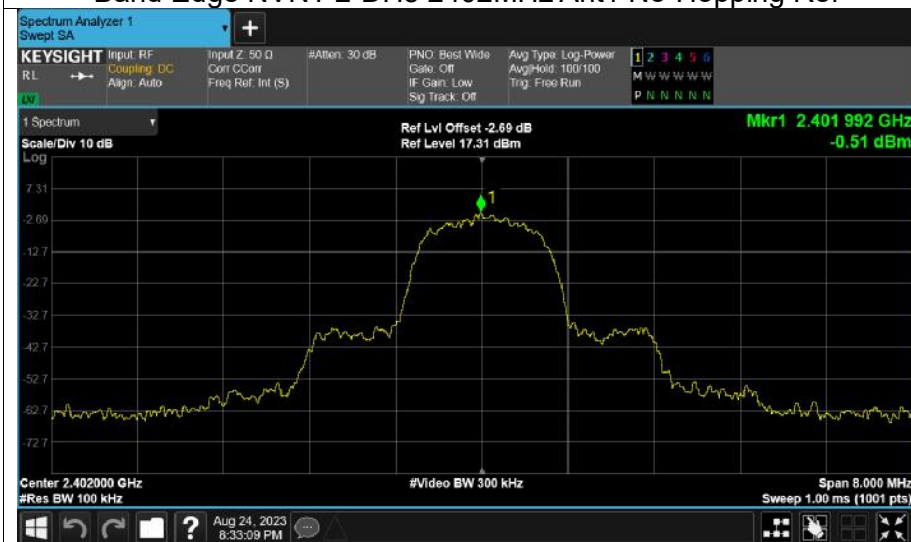 Band Edge NVNT 2-DH5 2402MHz Ant1 No-Hopping Ref
Spectrum Analyzer 1
Swept SA
KEYSIGHT Input: RF Input Z: 50 Ω #Atten: 30 dB PNO: Best Wide Avg Type: Log-Power 1 2 3 4 5 6
RL Coupling: DC Corr CCorr Gate: Off Avg|Hold: 100/100 M W W W W W
Align: Auto Freq Ref: Int (S) IF Gain: Low Trig: Free Run
Sig Track: Off P N N N N N
1 Spectrum Ref Lvl Offset -2.69 dB Mkr1 2.401 992 GHz
Scale/Div 10 dB Ref Level 17.31 dBm -0.51 dBm
Log
1
7.31
-2.69
-12.7
-22.7
-32.7
-42.7
-52.7
-62.7
-72.7
Center 2.402000 GHz #Video BW 300 kHz Span 8.000 MHz
#Res BW 100 kHz Sweep 1.00 ms (1001 pts)
? Aug 24, 2023
8:33:09 PM